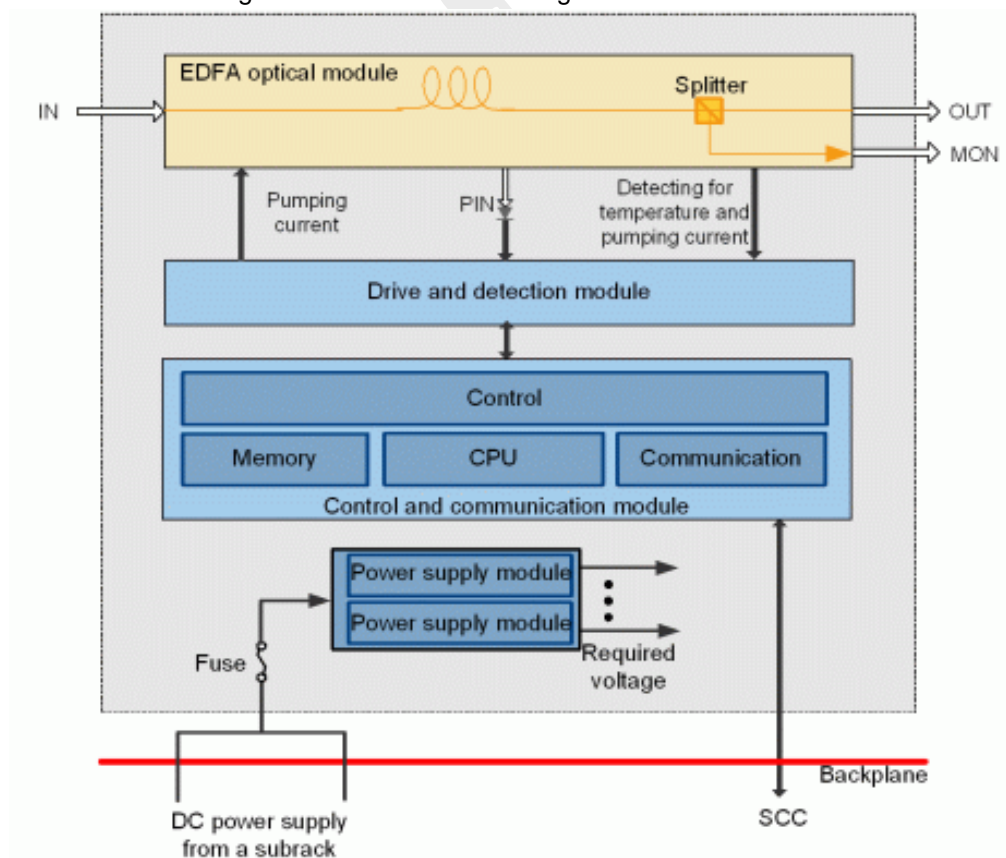 EDFA optical module
Splitter
IN
OUT
MON
Pumping
current
PIN
Detecting for
temperature and
pumping current
Drive and detection module
Control
Memory
CPU
Communication
Control and communication module
Power supply module
Power supply module
Fuse
Required
voltage
Backplane
DC power supply
from a subrack
SCC